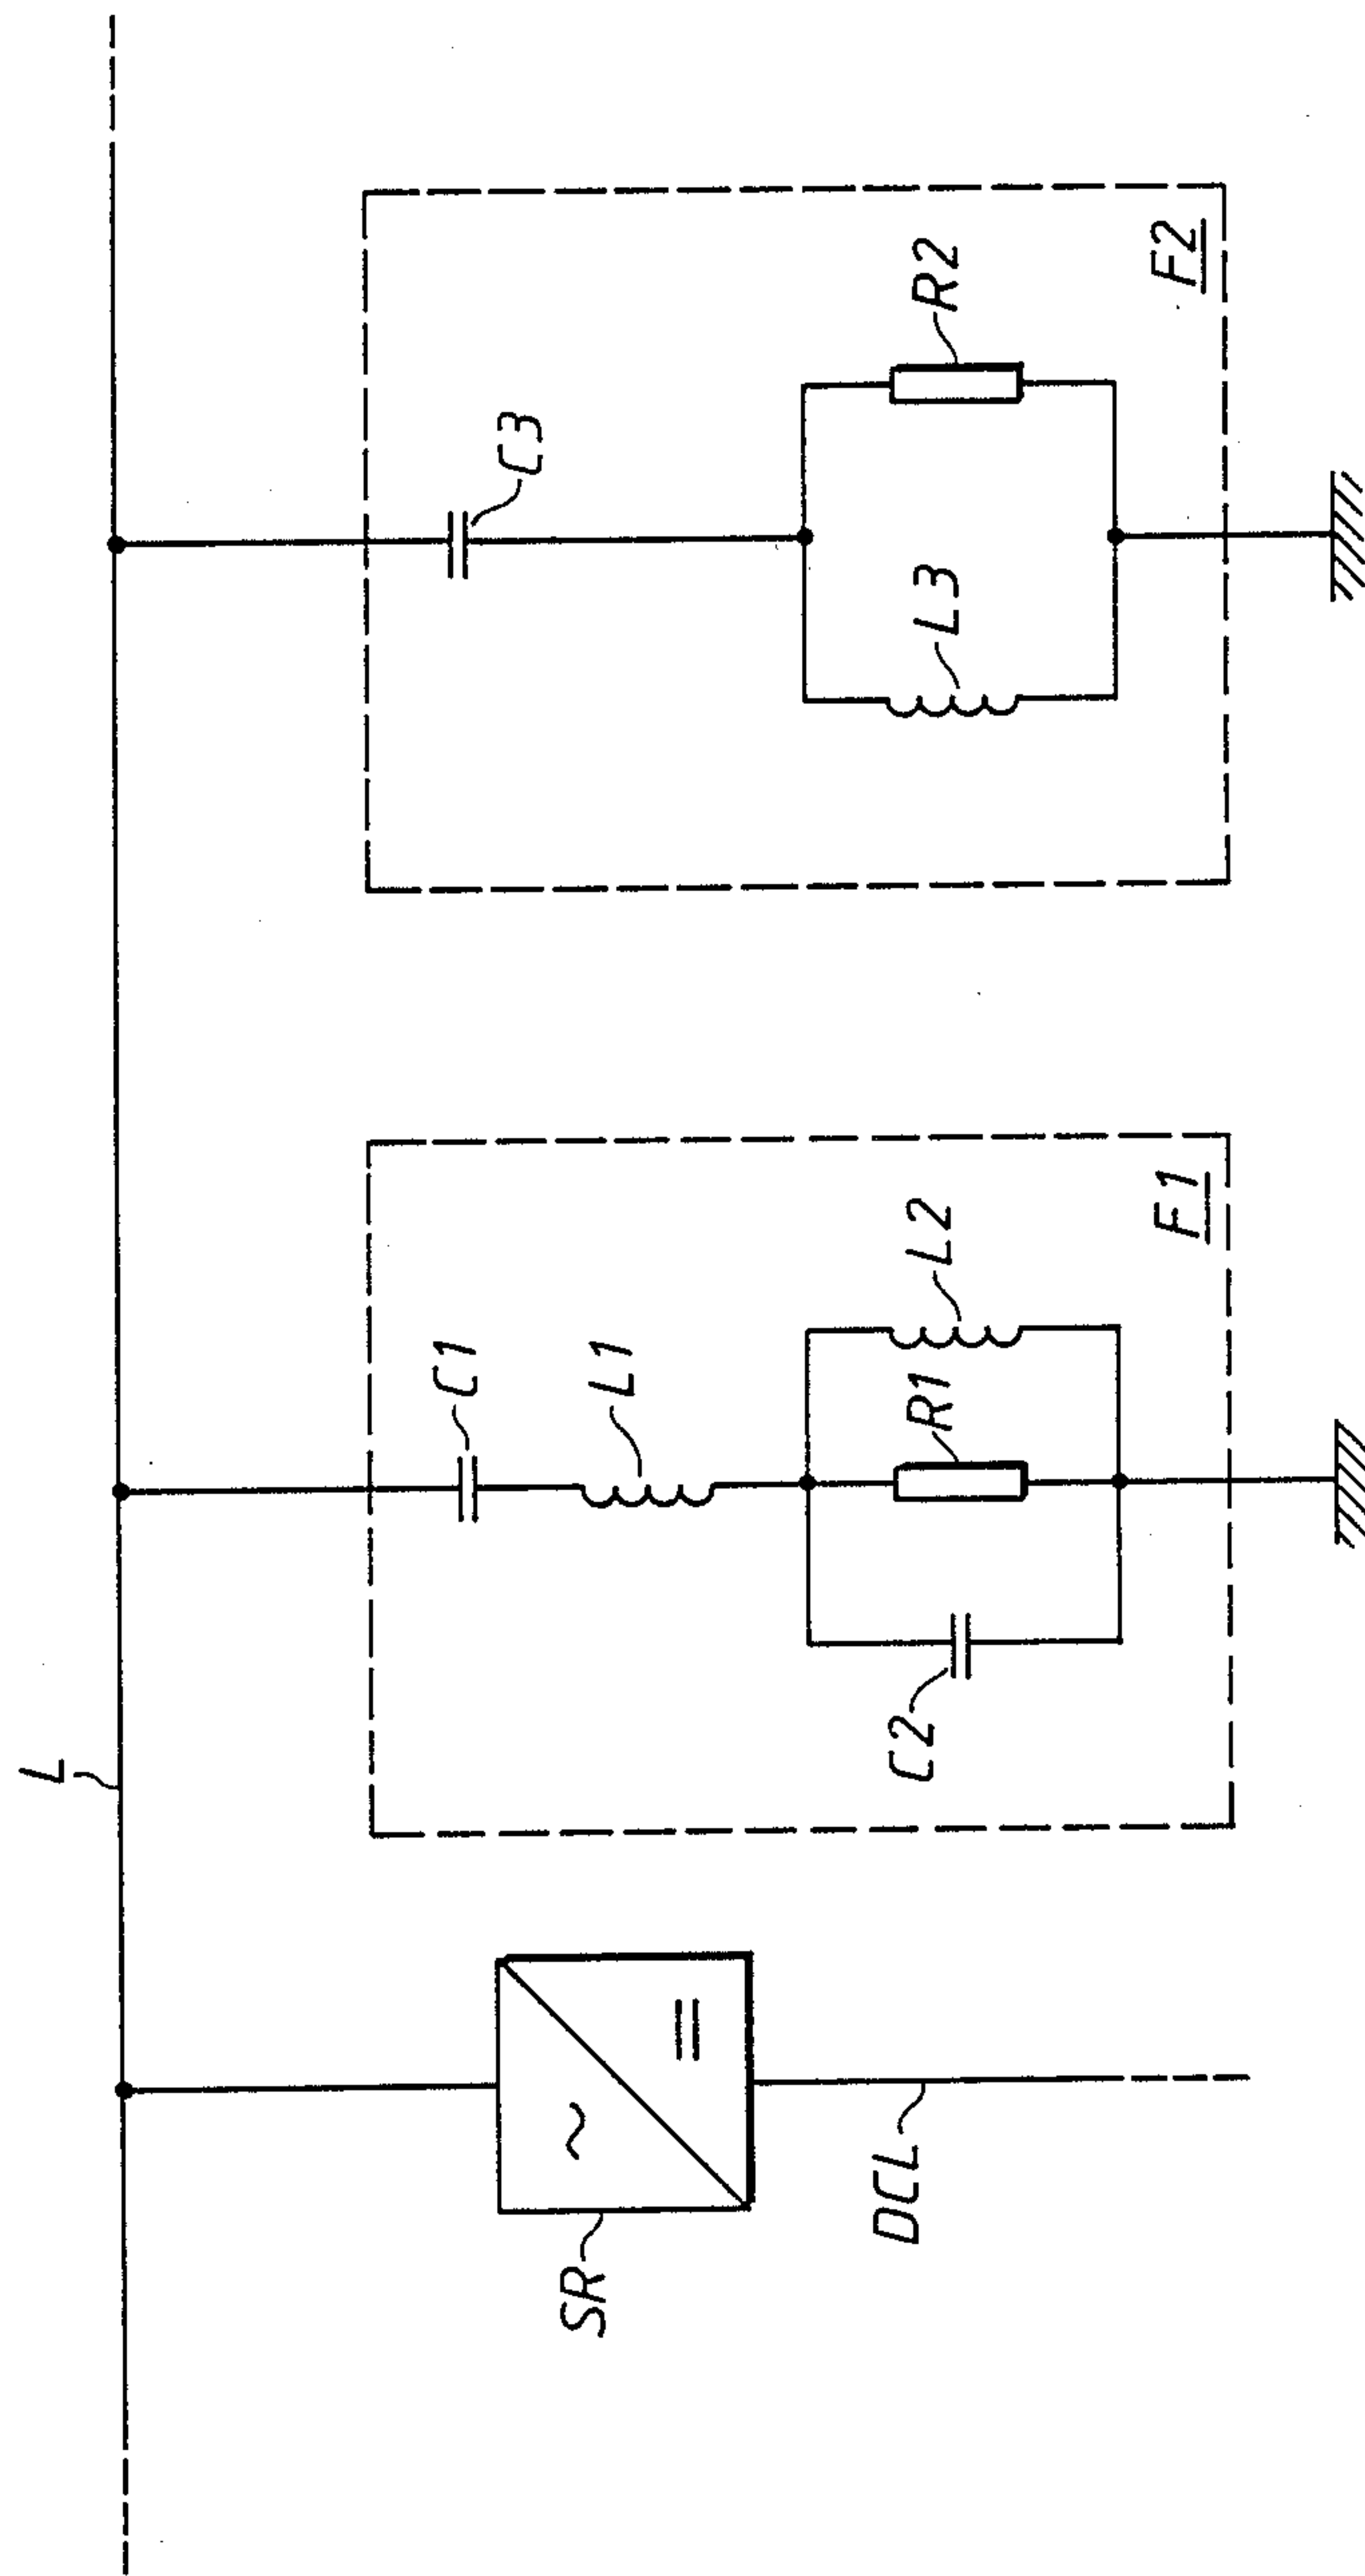 L
SR
~
=
DCL
C1
L1
C2
R1
L2
F1
C3
L3
R2
F2